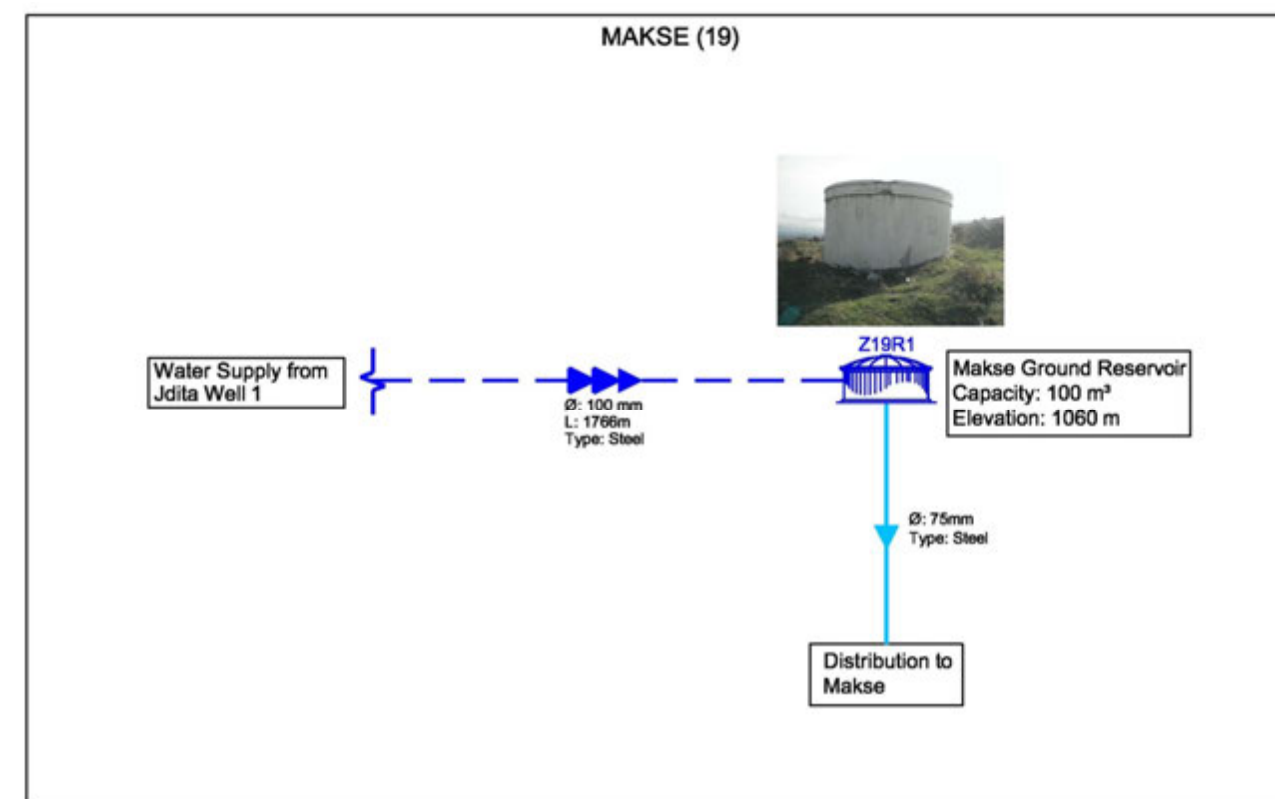 MAKSE (19)
Z19R1
Water Supply from
Jdita Well 1
Makse Ground Reservoir
Capacity: 100 m³
Elevation: 1060 m
Ø: 100 mm
L: 1766m
Type: Steel
Ø: 75mm
Type: Steel
Distribution to
Makse